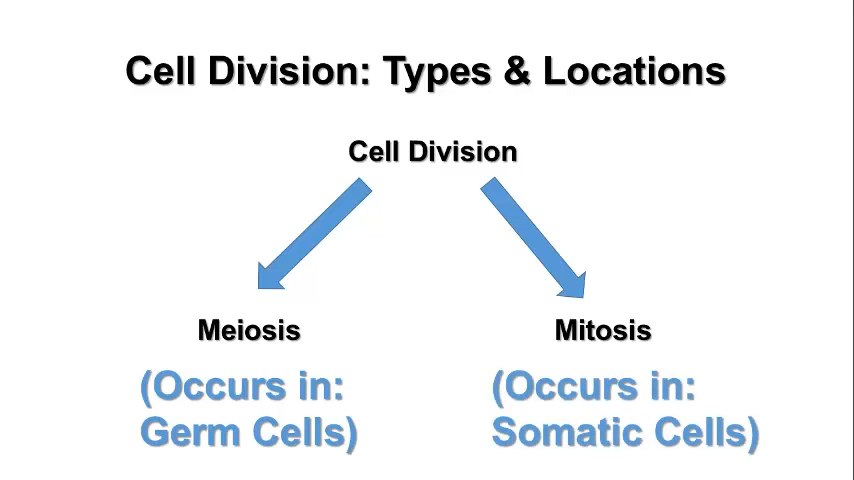 Cell Division: Types & Locations
Cell Division
Meiosis
Mitosis
(Occurs in:
Germ Cells)
(Occurs in:
Somatic Cells)